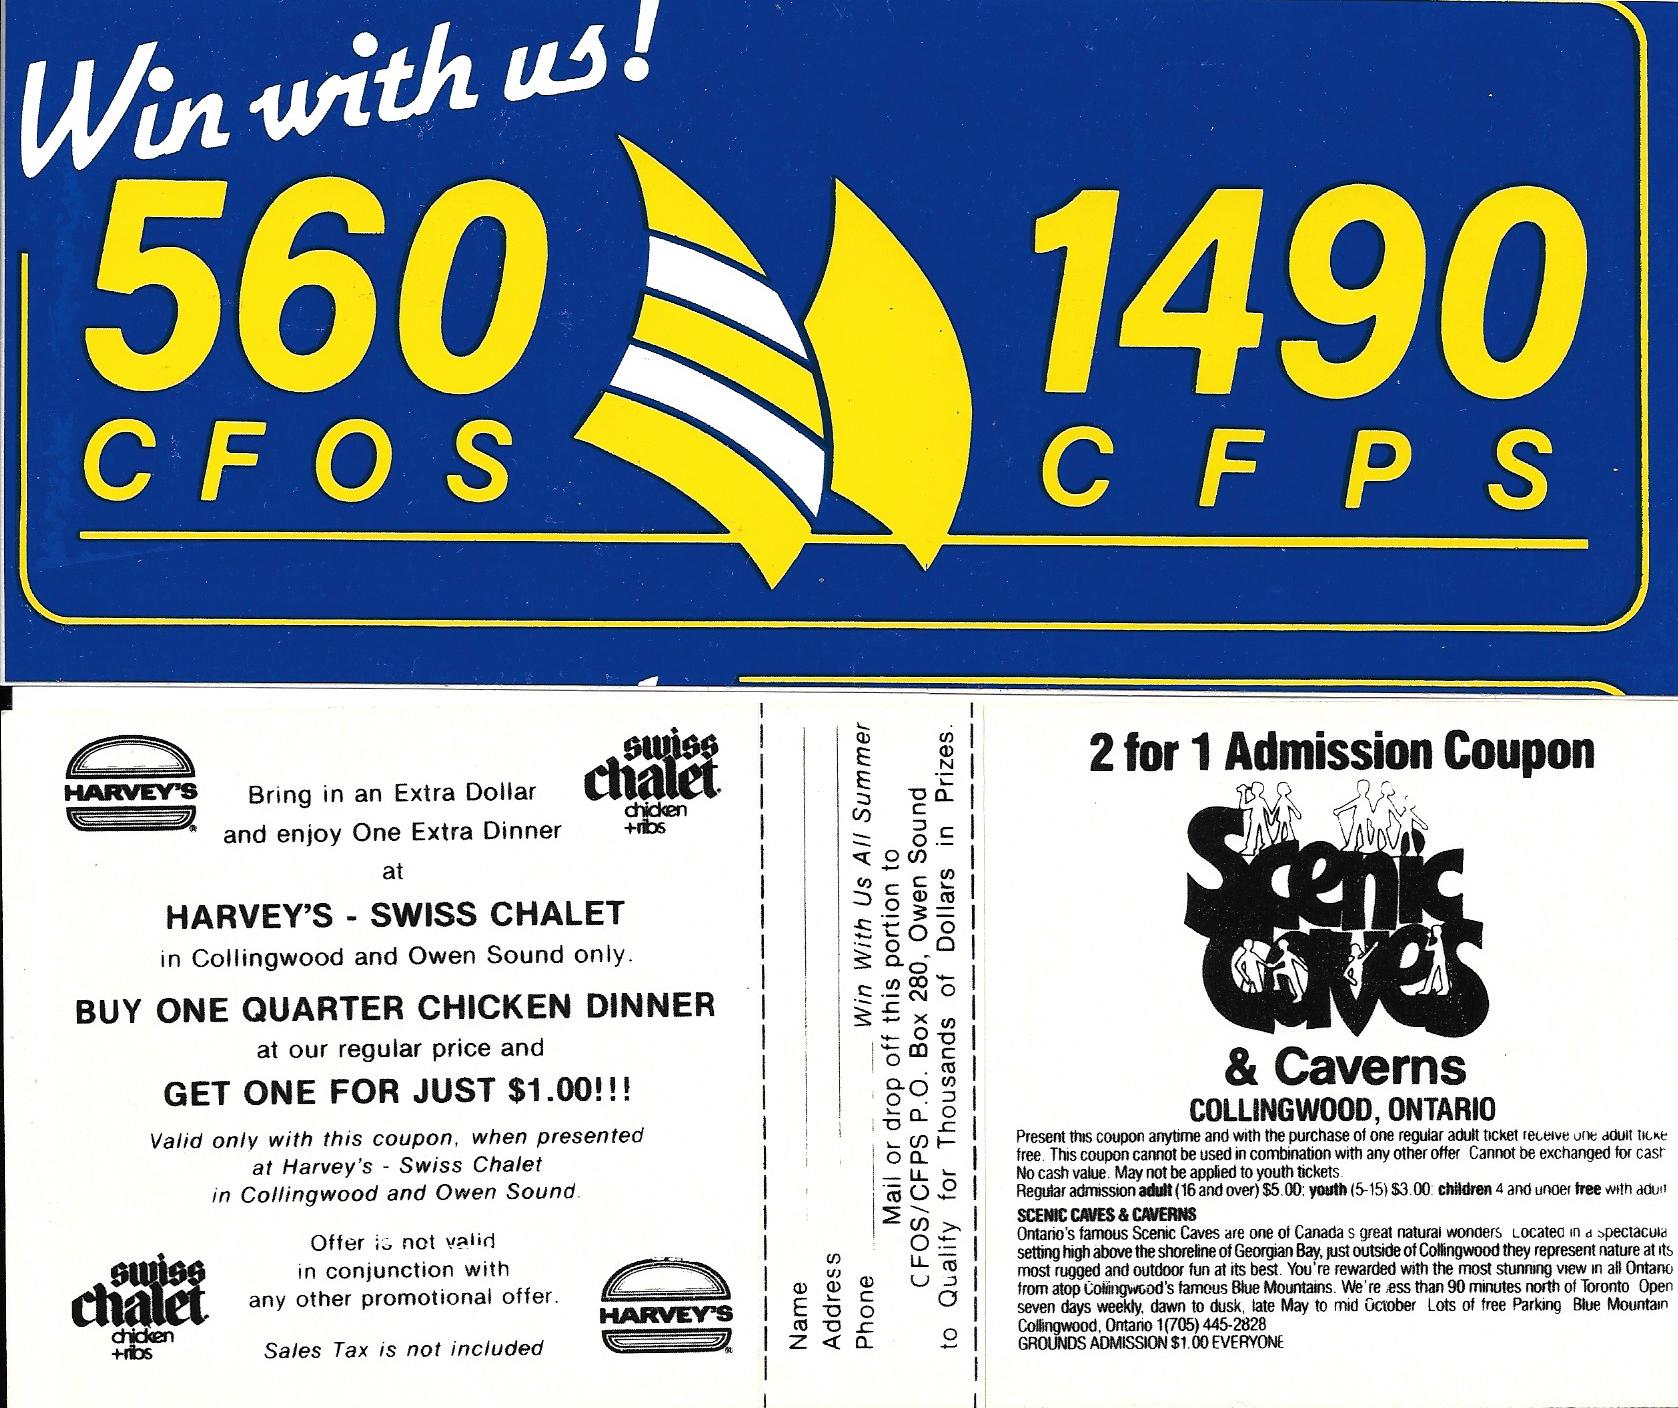 Win with us!
560
CFOS
1490
CFPS
HARVEY'S
swiss
chalet
chicken
+ribs
Bring in an Extra Dollar
and enjoy One Extra Dinner
at
HARVEY'S - SWISS CHALET
in Collingwood and Owen Sound only.
BUY ONE QUARTER CHICKEN DINNER
at our regular price and
GET ONE FOR JUST $1.00!!!
Valid only with this coupon, when presented
at Harvey's - Swiss Chalet
in Collingwood and Owen Sound.
Offer is not valid
in conjunction with
any other promotional offer.
Sales Tax is not included
swiss
chalet
chicken
+ribs
HARVEY'S
Name
Address
Phone
Win With Us All Summer
Mail or drop off this portion to
CFOS/CFPS P.O. Box 280, Owen Sound
to Qualify for Thousands of Dollars in Prizes.
2 for 1 Admission Coupon
Scenic
Caves
& Caverns
COLLINGWOOD, ONTARIO
Present this coupon anytime and with the purchase of one regular adult ticket receive one adult ticke
free. This coupon cannot be used in combination with any other offer Cannot be exchanged for cash
No cash value. May not be applied to youth tickets.
Regular admission adult (16 and over) $5.00; youth (5-15) $3.00; children 4 and under free with adult
SCENIC CAVES & CAVERNS
Ontario's famous Scenic Caves are one of Canada s great natural wonders Located in a spectacula
setting high above the shoreline of Georgian Bay, just outside of Collingwood they represent nature at its
most rugged and outdoor fun at its best. You're rewarded with the most stunning view in all Ontario
from atop Collingwood's famous Blue Mountains. We're less than 90 minutes north of Toronto Open
seven days weekly, dawn to dusk, late May to mid October Lots of free Parking Blue Mountain
Collingwood, Ontario 1(705) 445-2828
GROUNDS ADMISSION $1.00 EVERYONE